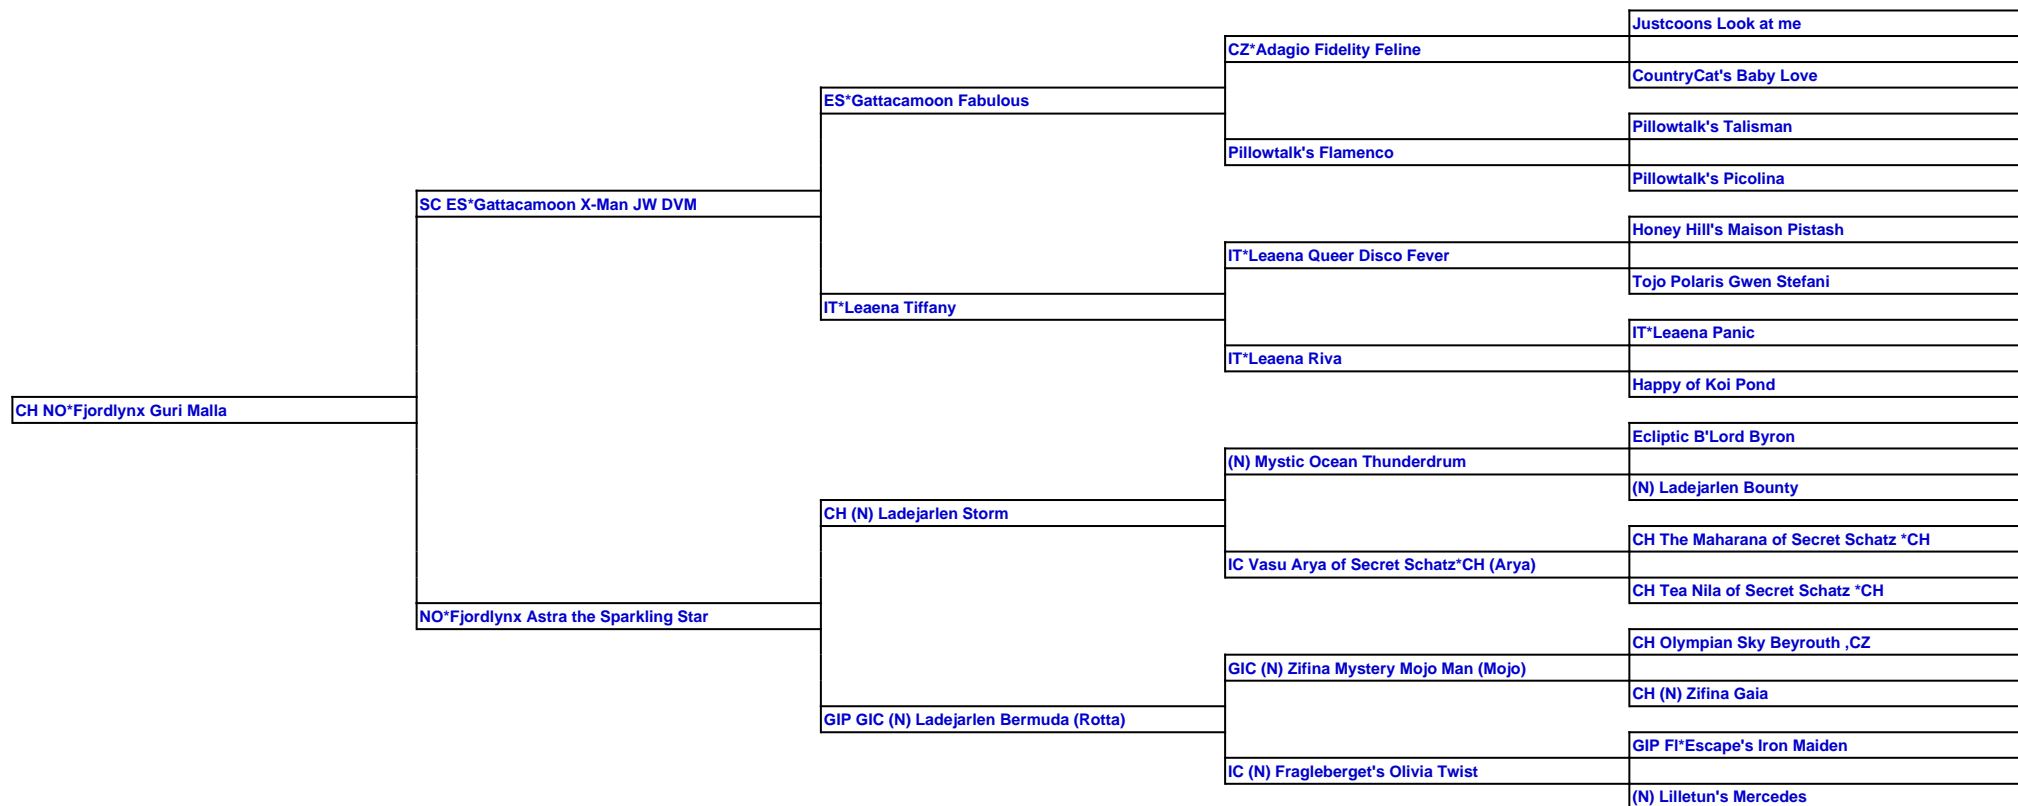 Justcoons Look at me
CZ*Adagio Fidelity Feline
CountryCat's Baby Love
ES*Gattacamoon Fabulous
Pillowtalk's Talisman
Pillowtalk's Flamenco
Pillowtalk's Picolina
SC ES*Gattacamoon X-Man JW DVM
Honey Hill's Maison Pistash
IT*Leaena Queer Disco Fever
Tojo Polaris Gwen Stefani
IT*Leaena Tiffany
IT*Leaena Panic
IT*Leaena Riva
Happy of Koi Pond
CH NO*Fjordlynx Guri Malla
Ecliptic B'Lord Byron
(N) Mystic Ocean Thunderdrum
(N) Ladejarlen Bounty
CH (N) Ladejarlen Storm
CH The Maharana of Secret Schatz *CH
IC Vasu Arya of Secret Schatz*CH (Arya)
CH Tea Nila of Secret Schatz *CH
NO*Fjordlynx Astra the Sparkling Star
CH Olympian Sky Beyrouth ,CZ
GIC (N) Zifina Mystery Mojo Man (Mojo)
CH (N) Zifina Gaia
GIP GIC (N) Ladejarlen Bermuda (Rotta)
GIP FI*Escape's Iron Maiden
IC (N) Fragleberget's Olivia Twist
(N) Lilletun's Mercedes